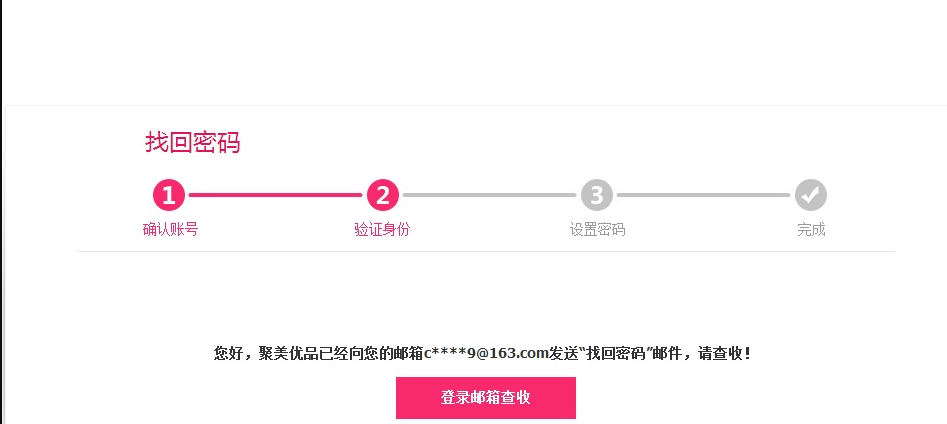 找回密码
1 2 3
确认账号 验证身份 设置密码 完成
您好，聚美优品已经向您的邮箱c****9@163.com发送“找回密码”邮件，请查收！
登录邮箱查收